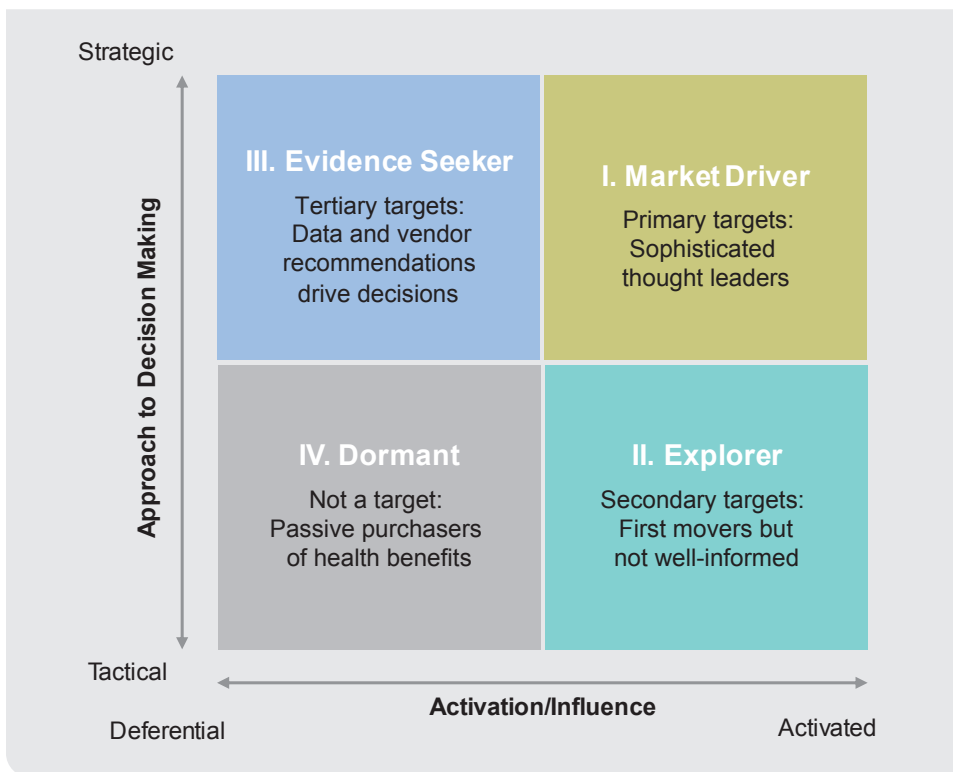 Strategic
Approach to Decision Making
III. Evidence Seeker
Tertiary targets:
Data and vendor
recommendations
drive decisions
I. Market Driver
Primary targets:
Sophisticated
thought leaders
IV. Dormant
Not a target:
Passive purchasers
of health benefits
II. Explorer
Secondary targets:
First movers but
not well-informed
Tactical
Activation/Influence
Deferential
Activated